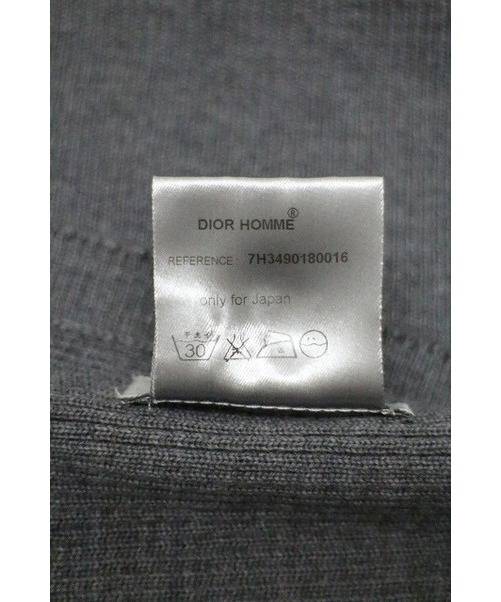 DIOR HOMME®
REFERENCE: 7H3490180016
only for Japan
30